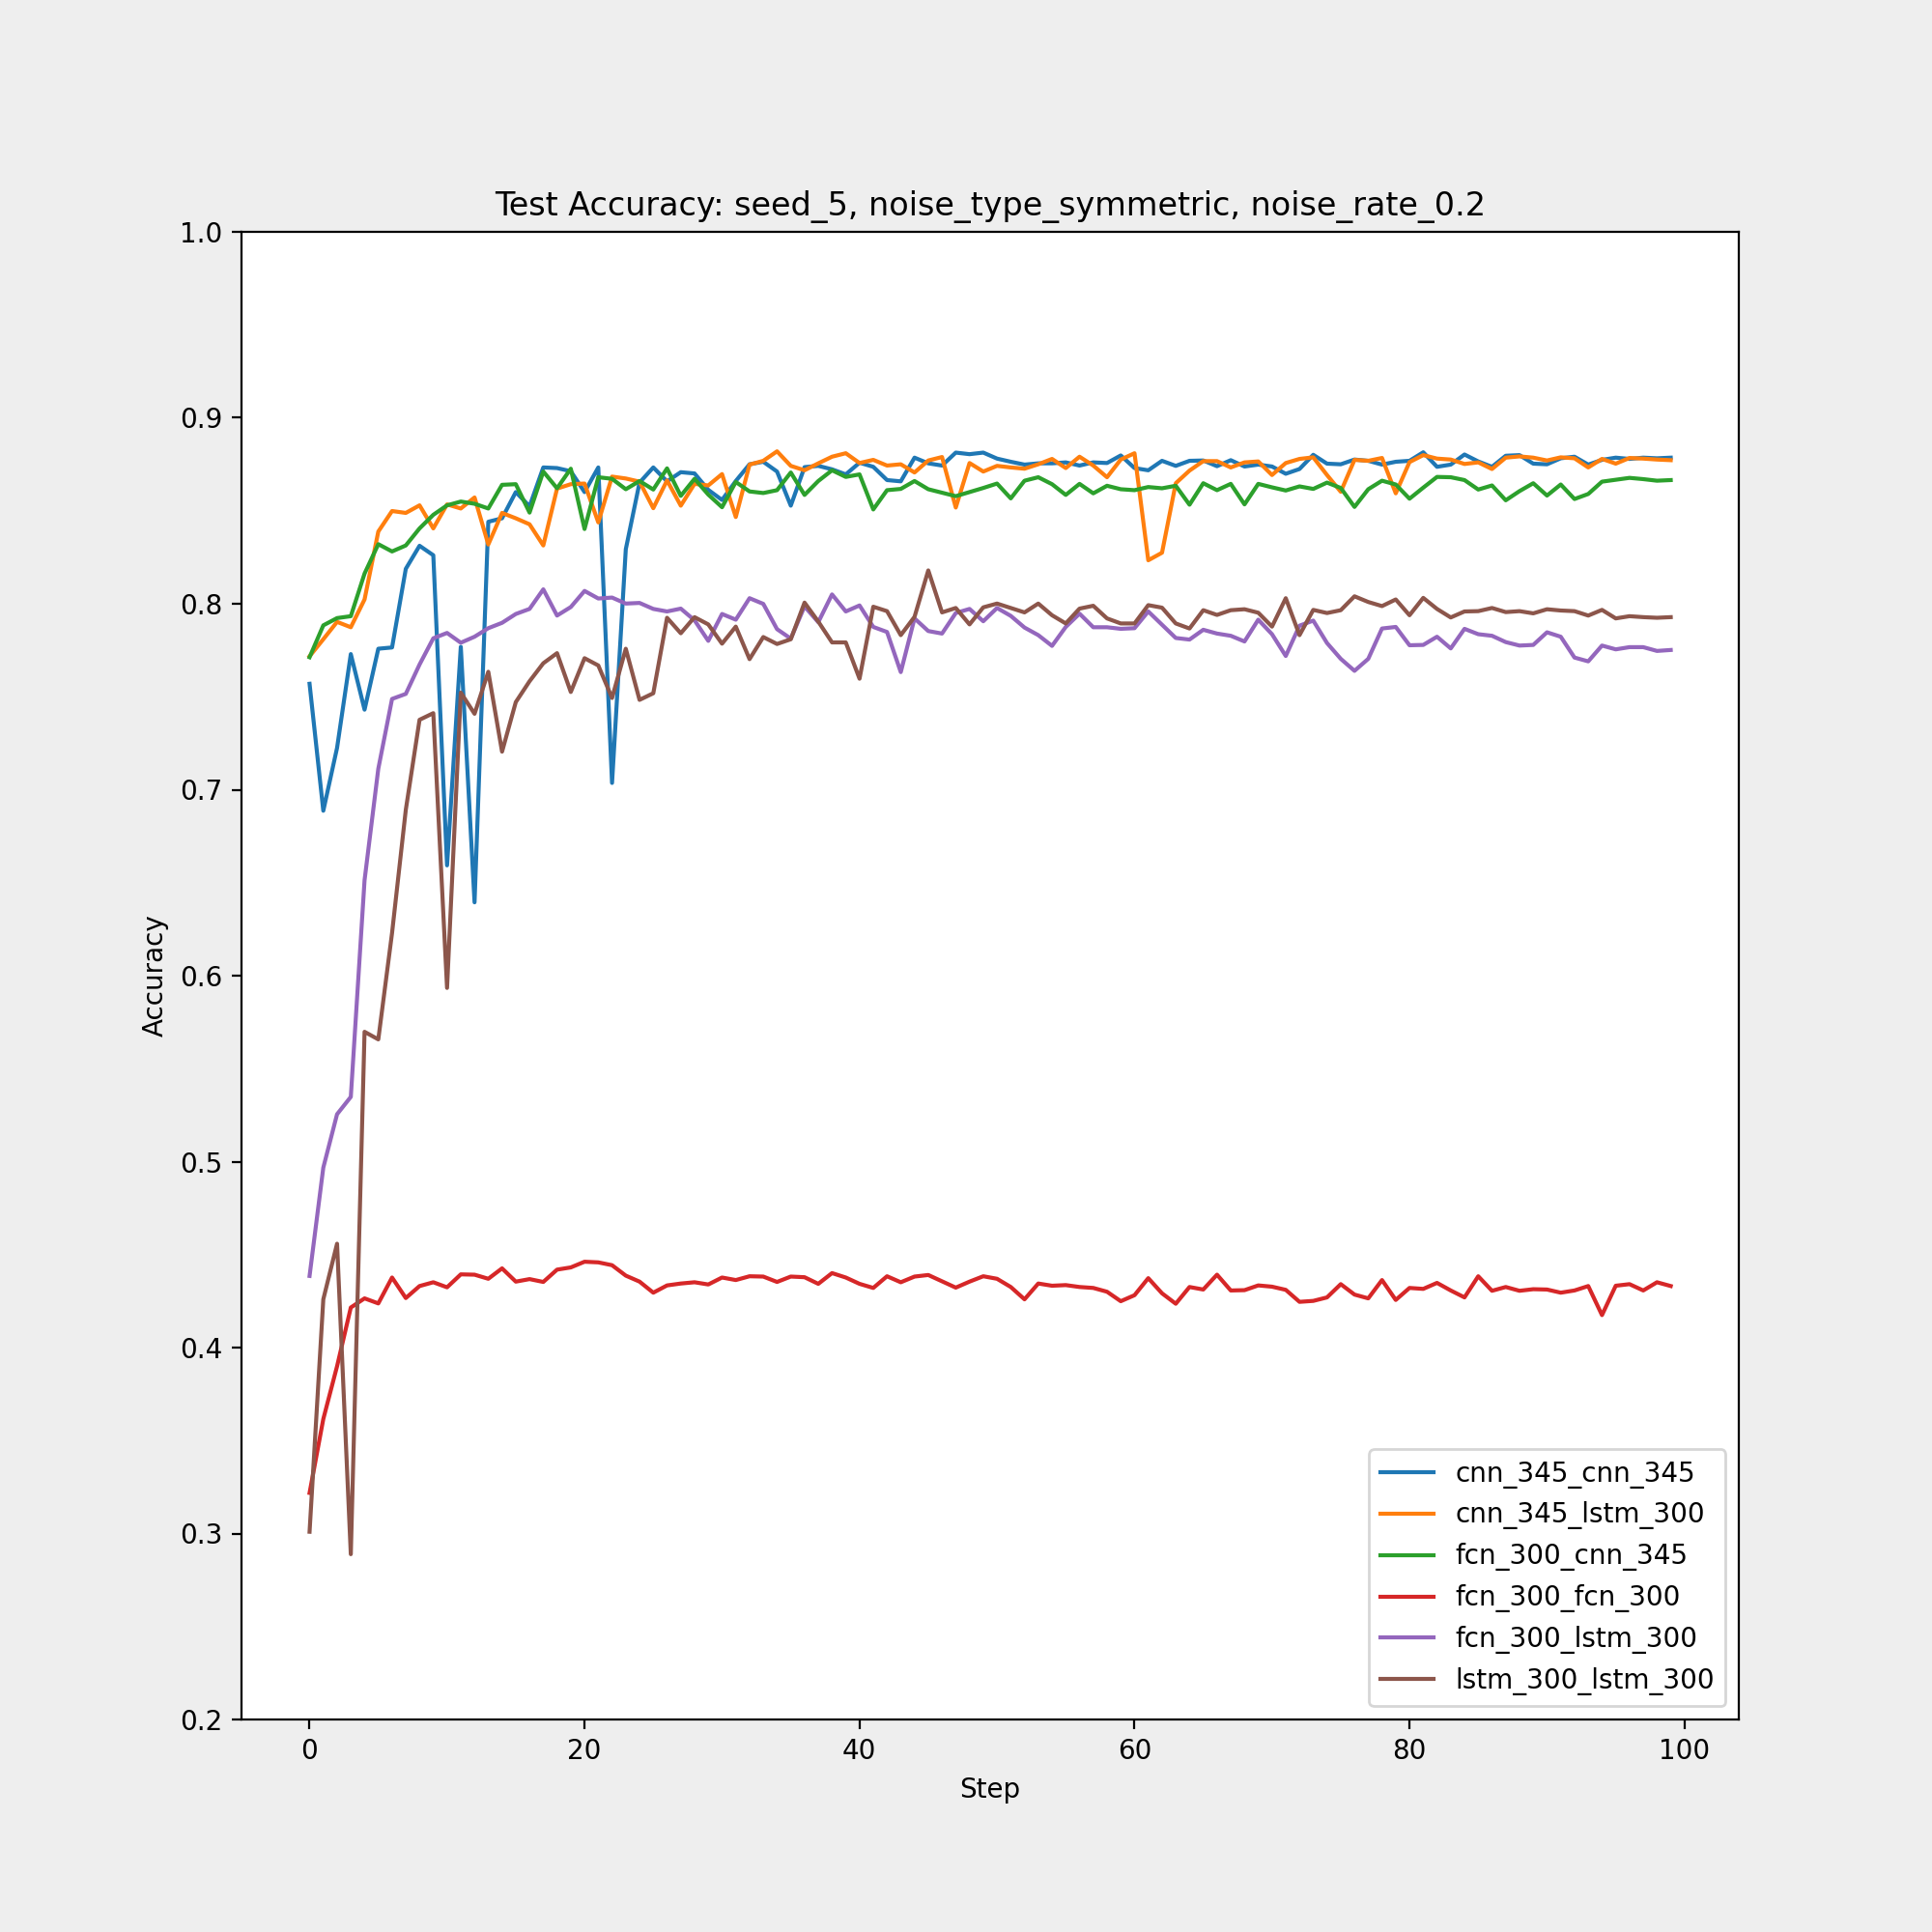 Test Accuracy: seed_5, noise_type_symmetric, noise_rate_0.2
1.0
0.9
0.8
0.7
0.6
0.5
0.4
0.3
0.2
Accuracy
0 20 40 60 80 100
Step
cnn_345_cnn_345
cnn_345_lstm_300
fcn_300_cnn_345
fcn_300_fcn_300
fcn_300_lstm_300
lstm_300_lstm_300